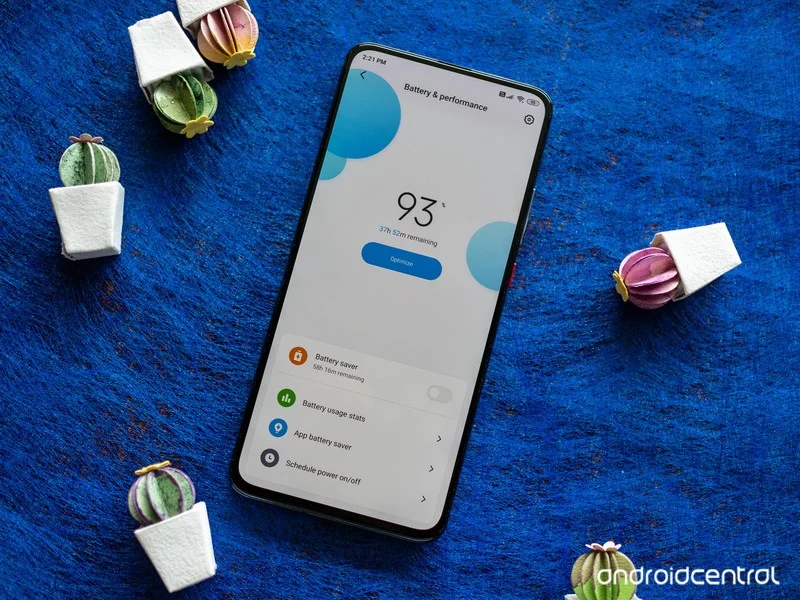 2:21 PM
Battery & performance
93 %
37h 52m remaining
Optimize
Battery saver
58h 16m remaining
Battery usage stats
App battery saver
Schedule power on/off
androidcentral